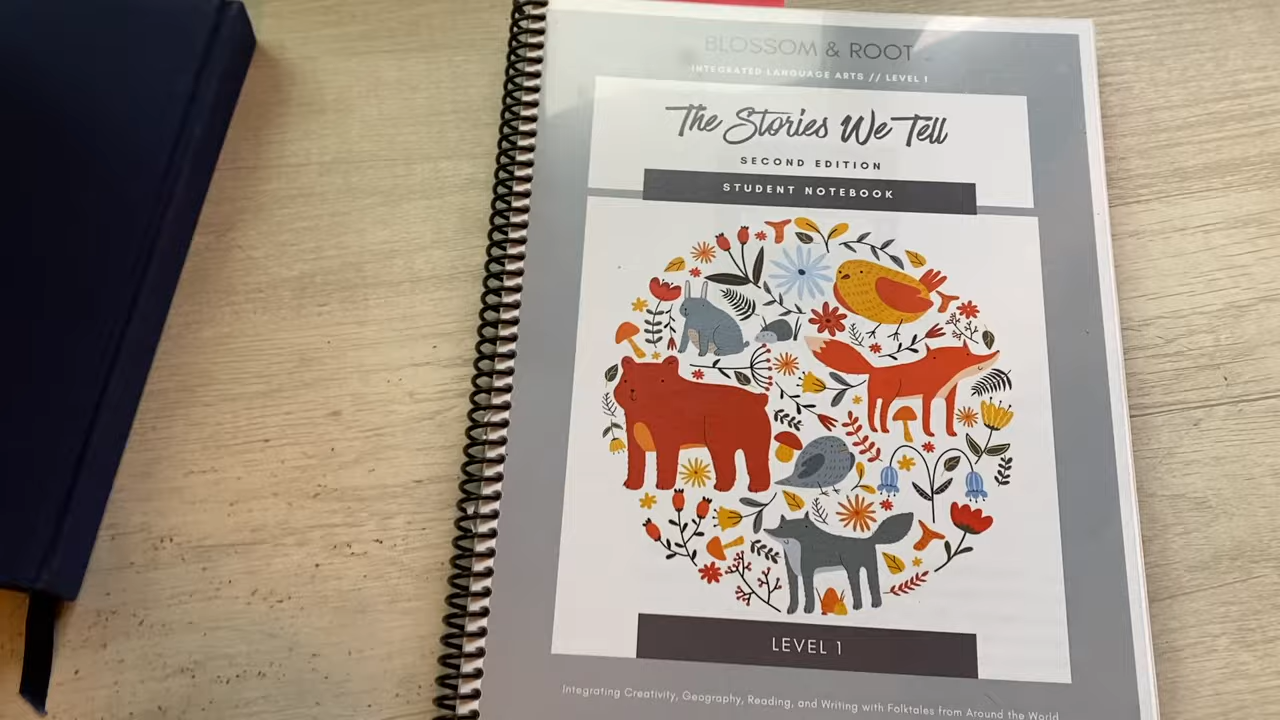 BLOSSOM & ROOT
INTEGRATED LANGUAGE ARTS // LEVEL 1
The Stories We Tell
SECOND EDITION
STUDENT NOTEBOOK
LEVEL 1
Integrating Creativity, Geography, Reading, and Writing with Folktales from Around the World